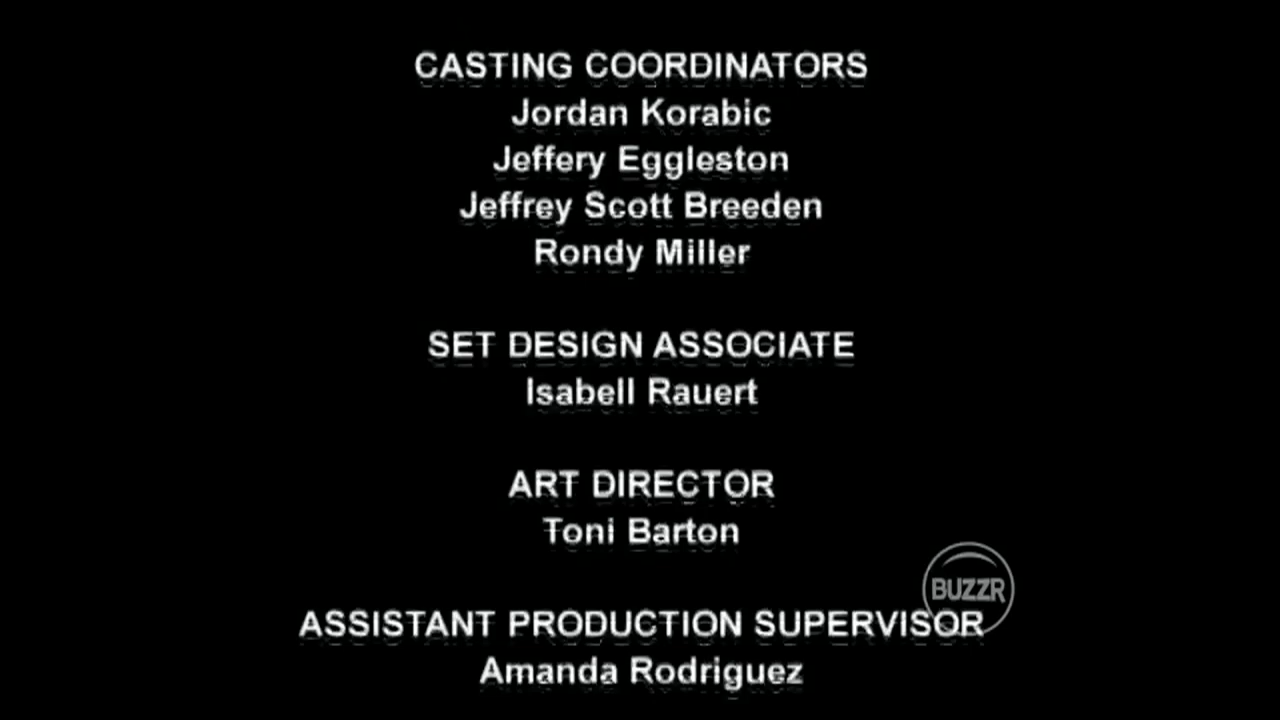 CASTING COORDINATORS
Jordan Korabic
Jeffery Eggleston
Jeffrey Scott Breeden
Rondy Miller
SET DESIGN ASSOCIATE
Isabell Rauert
ART DIRECTOR
Toni Barton
BUZZR
ASSISTANT PRODUCTION SUPERVISOR
Amanda Rodriguez